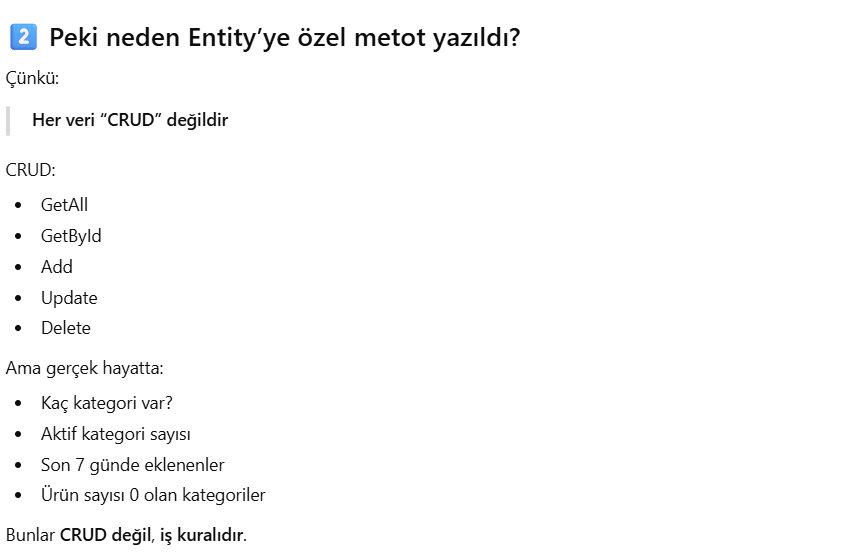 2 Peki neden Entity’ye özel metot yazıldı?
Çünkü:
Her veri “CRUD” değildir
CRUD:
• GetAll
• GetById
• Add
• Update
• Delete
Ama gerçek hayatta:
• Kaç kategori var?
• Aktif kategori sayısı
• Son 7 günde eklenenler
• Ürün sayısı 0 olan kategoriler
Bunlar CRUD değil, iş kuralıdır.